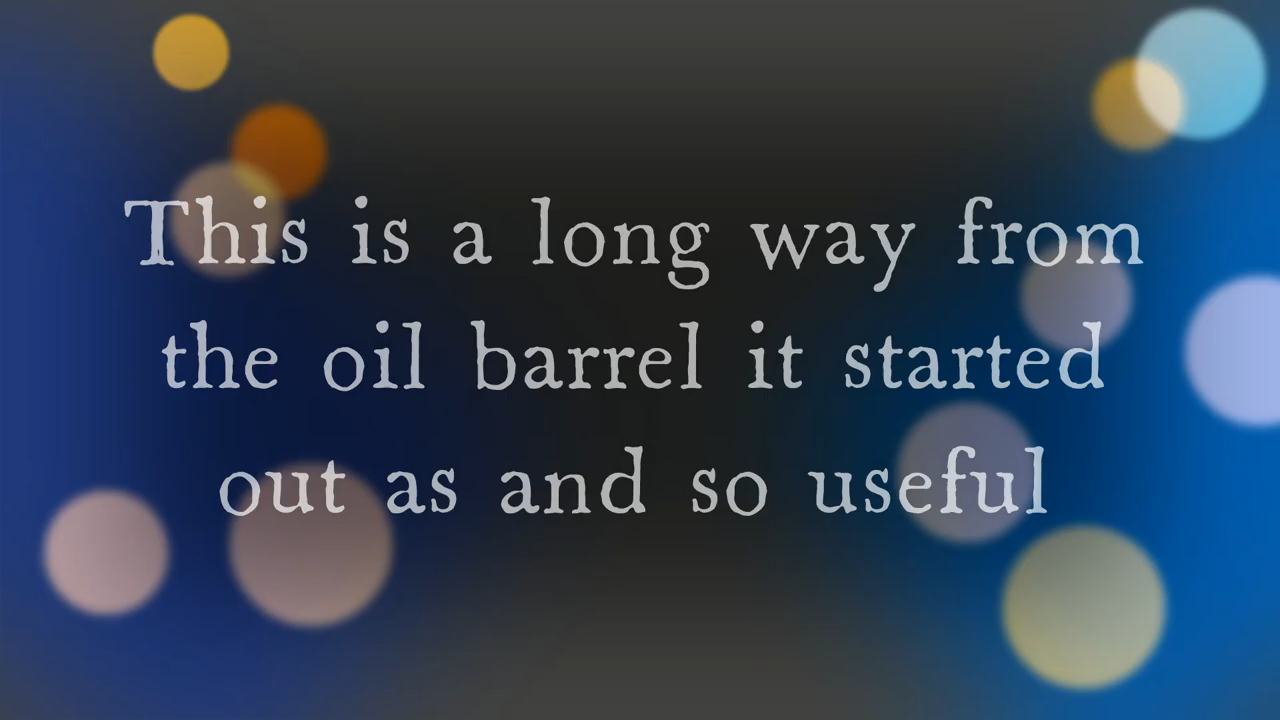 This is a long way from
the oil barrel it started
out as and so useful